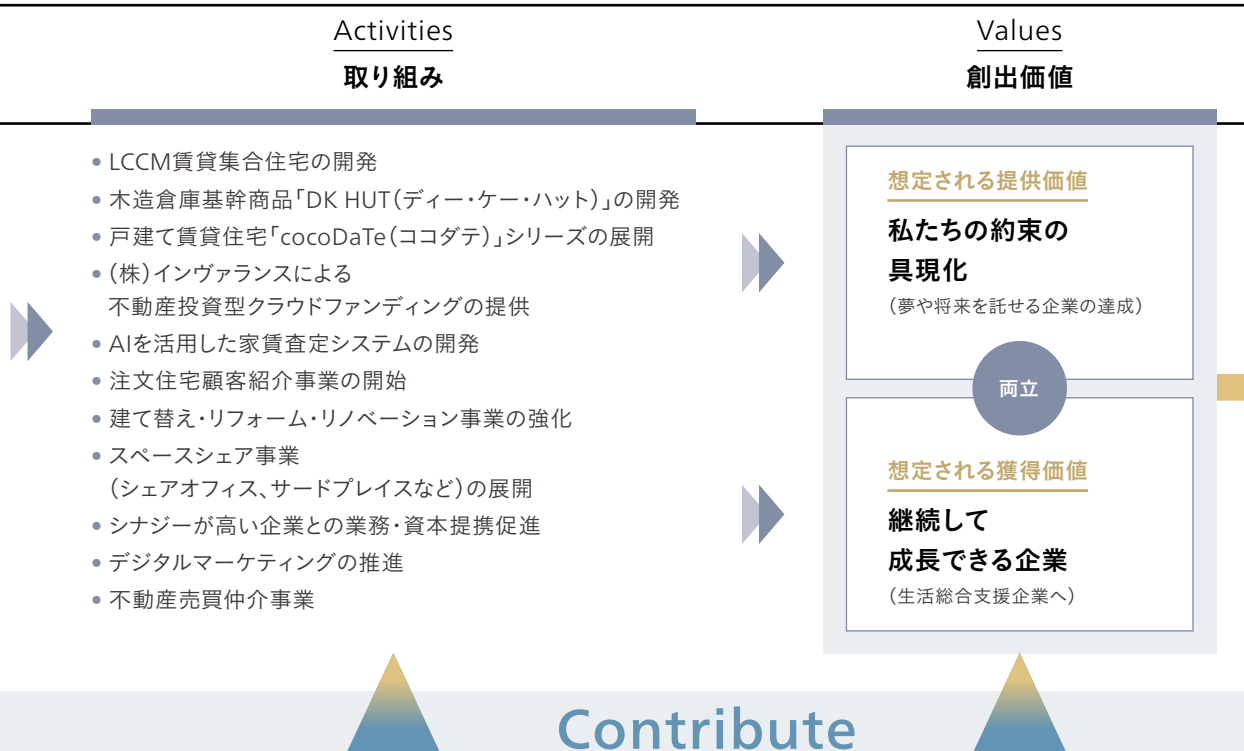 Activities
取り組み
• LCCM賃貸集合住宅の開発
• 木造倉庫基幹商品「DK HUT（ディー・ケー・ハット）」の開発
• 戸建て賃貸住宅「cocoDaTe（ココダテ）」シリーズの展開
• （株）インヴァランスによる
不動産投資型クラウドファンディングの提供
• AIを活用した家賃査定システムの開発
• 注文住宅顧客紹介事業の開始
• 建て替え・リフォーム・リノベーション事業の強化
• スペースシェア事業
（シェアオフィス、サードプレイスなど）の展開
• シナジーが高い企業との業務・資本提携促進
• デジタルマーケティングの推進
• 不動産売買仲介事業
Values
創出価値
想定される提供価値
私たちの約束の
具現化
（夢や将来を託せる企業の達成）
両立
想定される獲得価値
継続して
成長できる企業
（生活総合支援企業へ）
Contribute